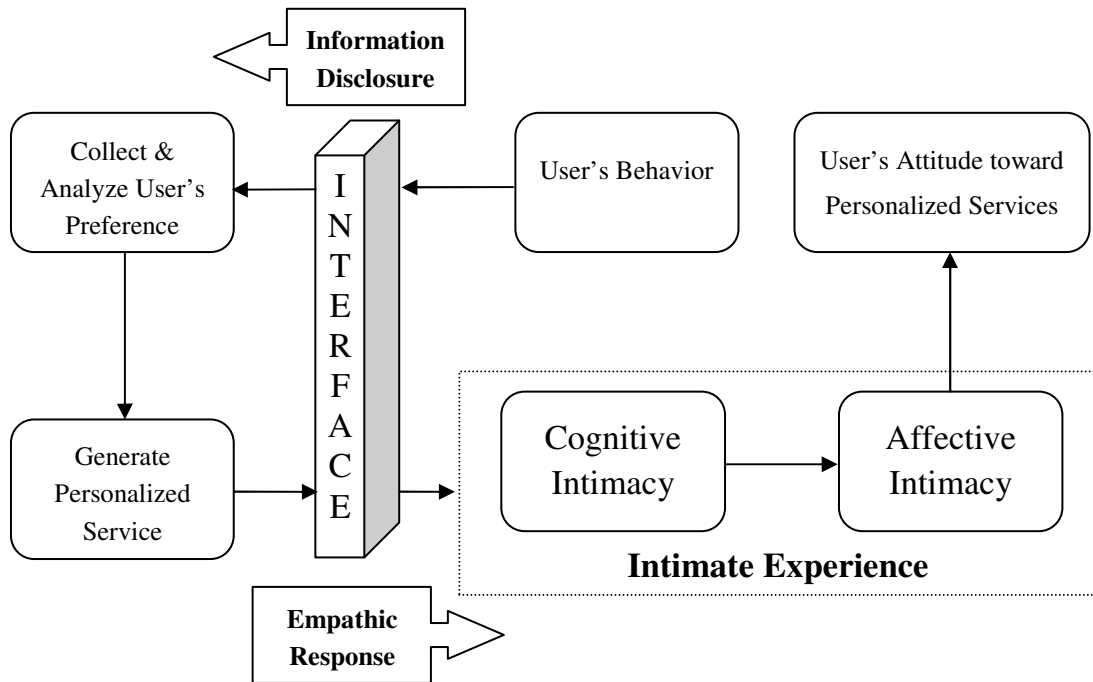 Information
Disclosure
Collect &
Analyze User's
Preference
I
N
T
E
R
F
A
C
E
User's Behavior
User's Attitude toward
Personalized Services
Generate
Personalized
Service
Cognitive
Intimacy
Affective
Intimacy
Intimate Experience
Empathic
Response